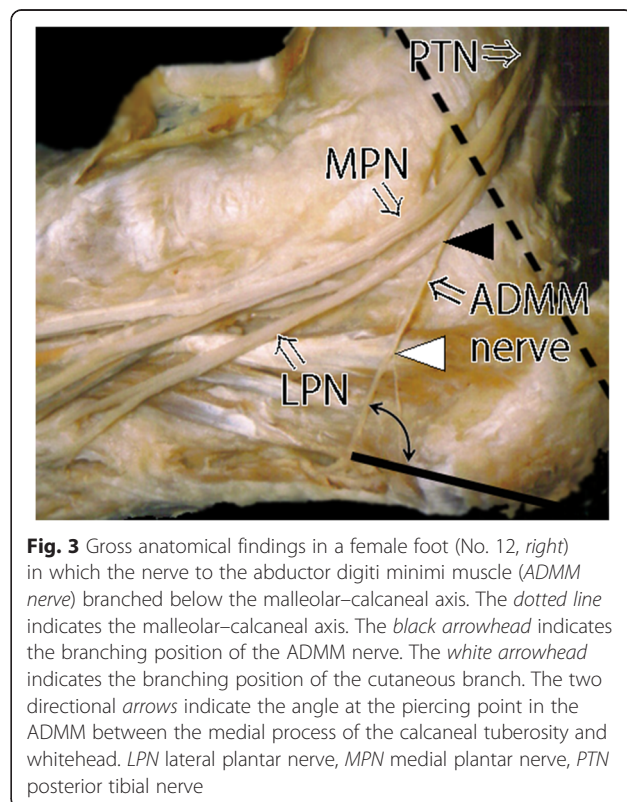 PTN⇒
MPN
ADMM
nerve
LPN
Fig. 3 Gross anatomical findings in a female foot (No. 12, right)
in which the nerve to the abductor digiti minimi muscle (ADMM
nerve) branched below the malleolar–calcaneal axis. The dotted line
indicates the malleolar–calcaneal axis. The black arrowhead indicates
the branching position of the ADMM nerve. The white arrowhead
indicates the branching position of the cutaneous branch. The two
directional arrows indicate the angle at the piercing point in the
ADMM between the medial process of the calcaneal tuberosity and
whitehead. LPN lateral plantar nerve, MPN medial plantar nerve, PTN
posterior tibial nerve